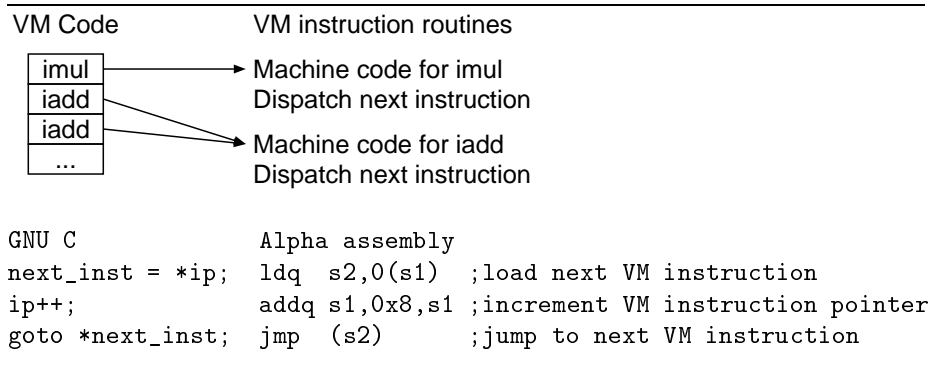 VM Code VM instruction routines
imul Machine code for imul
iadd Dispatch next instruction
iadd Machine code for iadd
... Dispatch next instruction
GNU C Alpha assembly
next_inst = *ip; ldq s2,0(s1) ;load next VM instruction
ip++; addq s1,0x8,s1 ;increment VM instruction pointer
goto *next_inst; jmp (s2) ;jump to next VM instruction